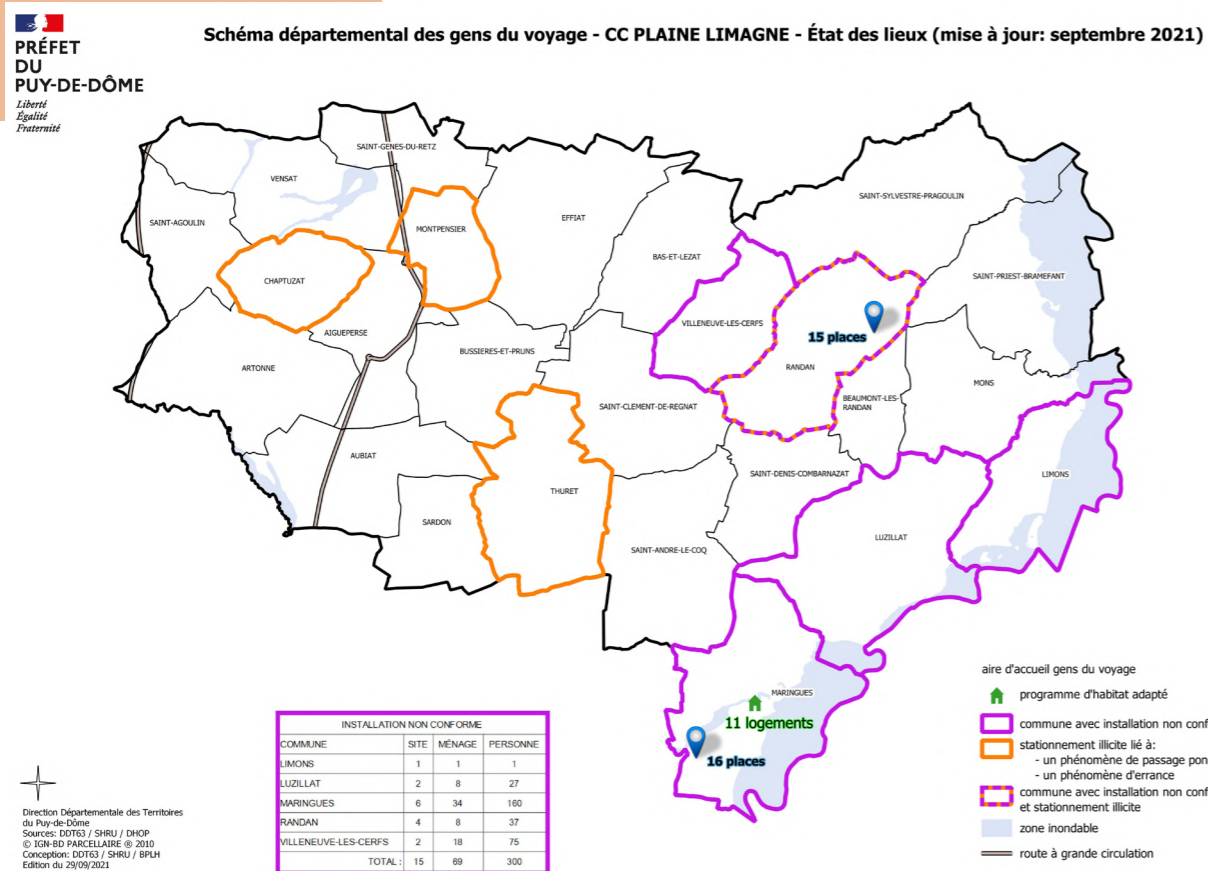 PRÉFET
DU
PUY-DE-DÔME
Liberté
Égalité
Fraternité
Schéma départemental des gens du voyage - CC PLAINE LIMAGNE - État des lieux (mise à jour: septembre 2021)
SAINT-GENES-DU-RETZ
VENSAT
SAINT-AGOULIN
MONTPENSIER
EFFIAT
SAINT-SYLVESTRE-PRAGOULIN
BAS-ET-LEZAT
SAINT-PRIEST-BRAMEFANT
CHAPTUZAT
VILLENEUVE-LES-CERFS
15 places
AIGUEPERSE
BUSSIERES-ET-PRUNS
ARTONNE
RANDAN
MONS
SAINT-CLEMENT-DE-REGNAT
BEAUMONT-LES-
RANDAN
AUBIAT
SAINT-DENIS-COMBARNAZAT
LIMONS
THURET
SARDON
LUZILLAT
SAINT-ANDRE-LE-COQ
MARINGUES
11 logements
16 places
aire d'accueil gens du voyage
programme d'habitat adapté
commune avec installation non conf
stationnement illicite lié à:
- un phénomène de passage pon
- un phénomène d'errance
commune avec installation non conf
et stationnement illicite
zone inondable
route à grande circulation
INSTALLATION NON CONFORME
COMMUNE SITE MÉNAGE PERSONNE
LIMONS 1 1 1
LUZILLAT 2 8 27
MARINGUES 6 34 160
RANDAN 4 8 37
VILLENEUVE-LES-CERFS 2 18 75
TOTAL : 15 69 300
Direction Départementale des Territoires
du Puy-de-Dôme
Sources: DDT63 / SHRU / DHOP
© IGN-BD PARCELLAIRE ® 2010
Conception: DDT63 / SHRU / BPLH
Edition du 29/09/2021